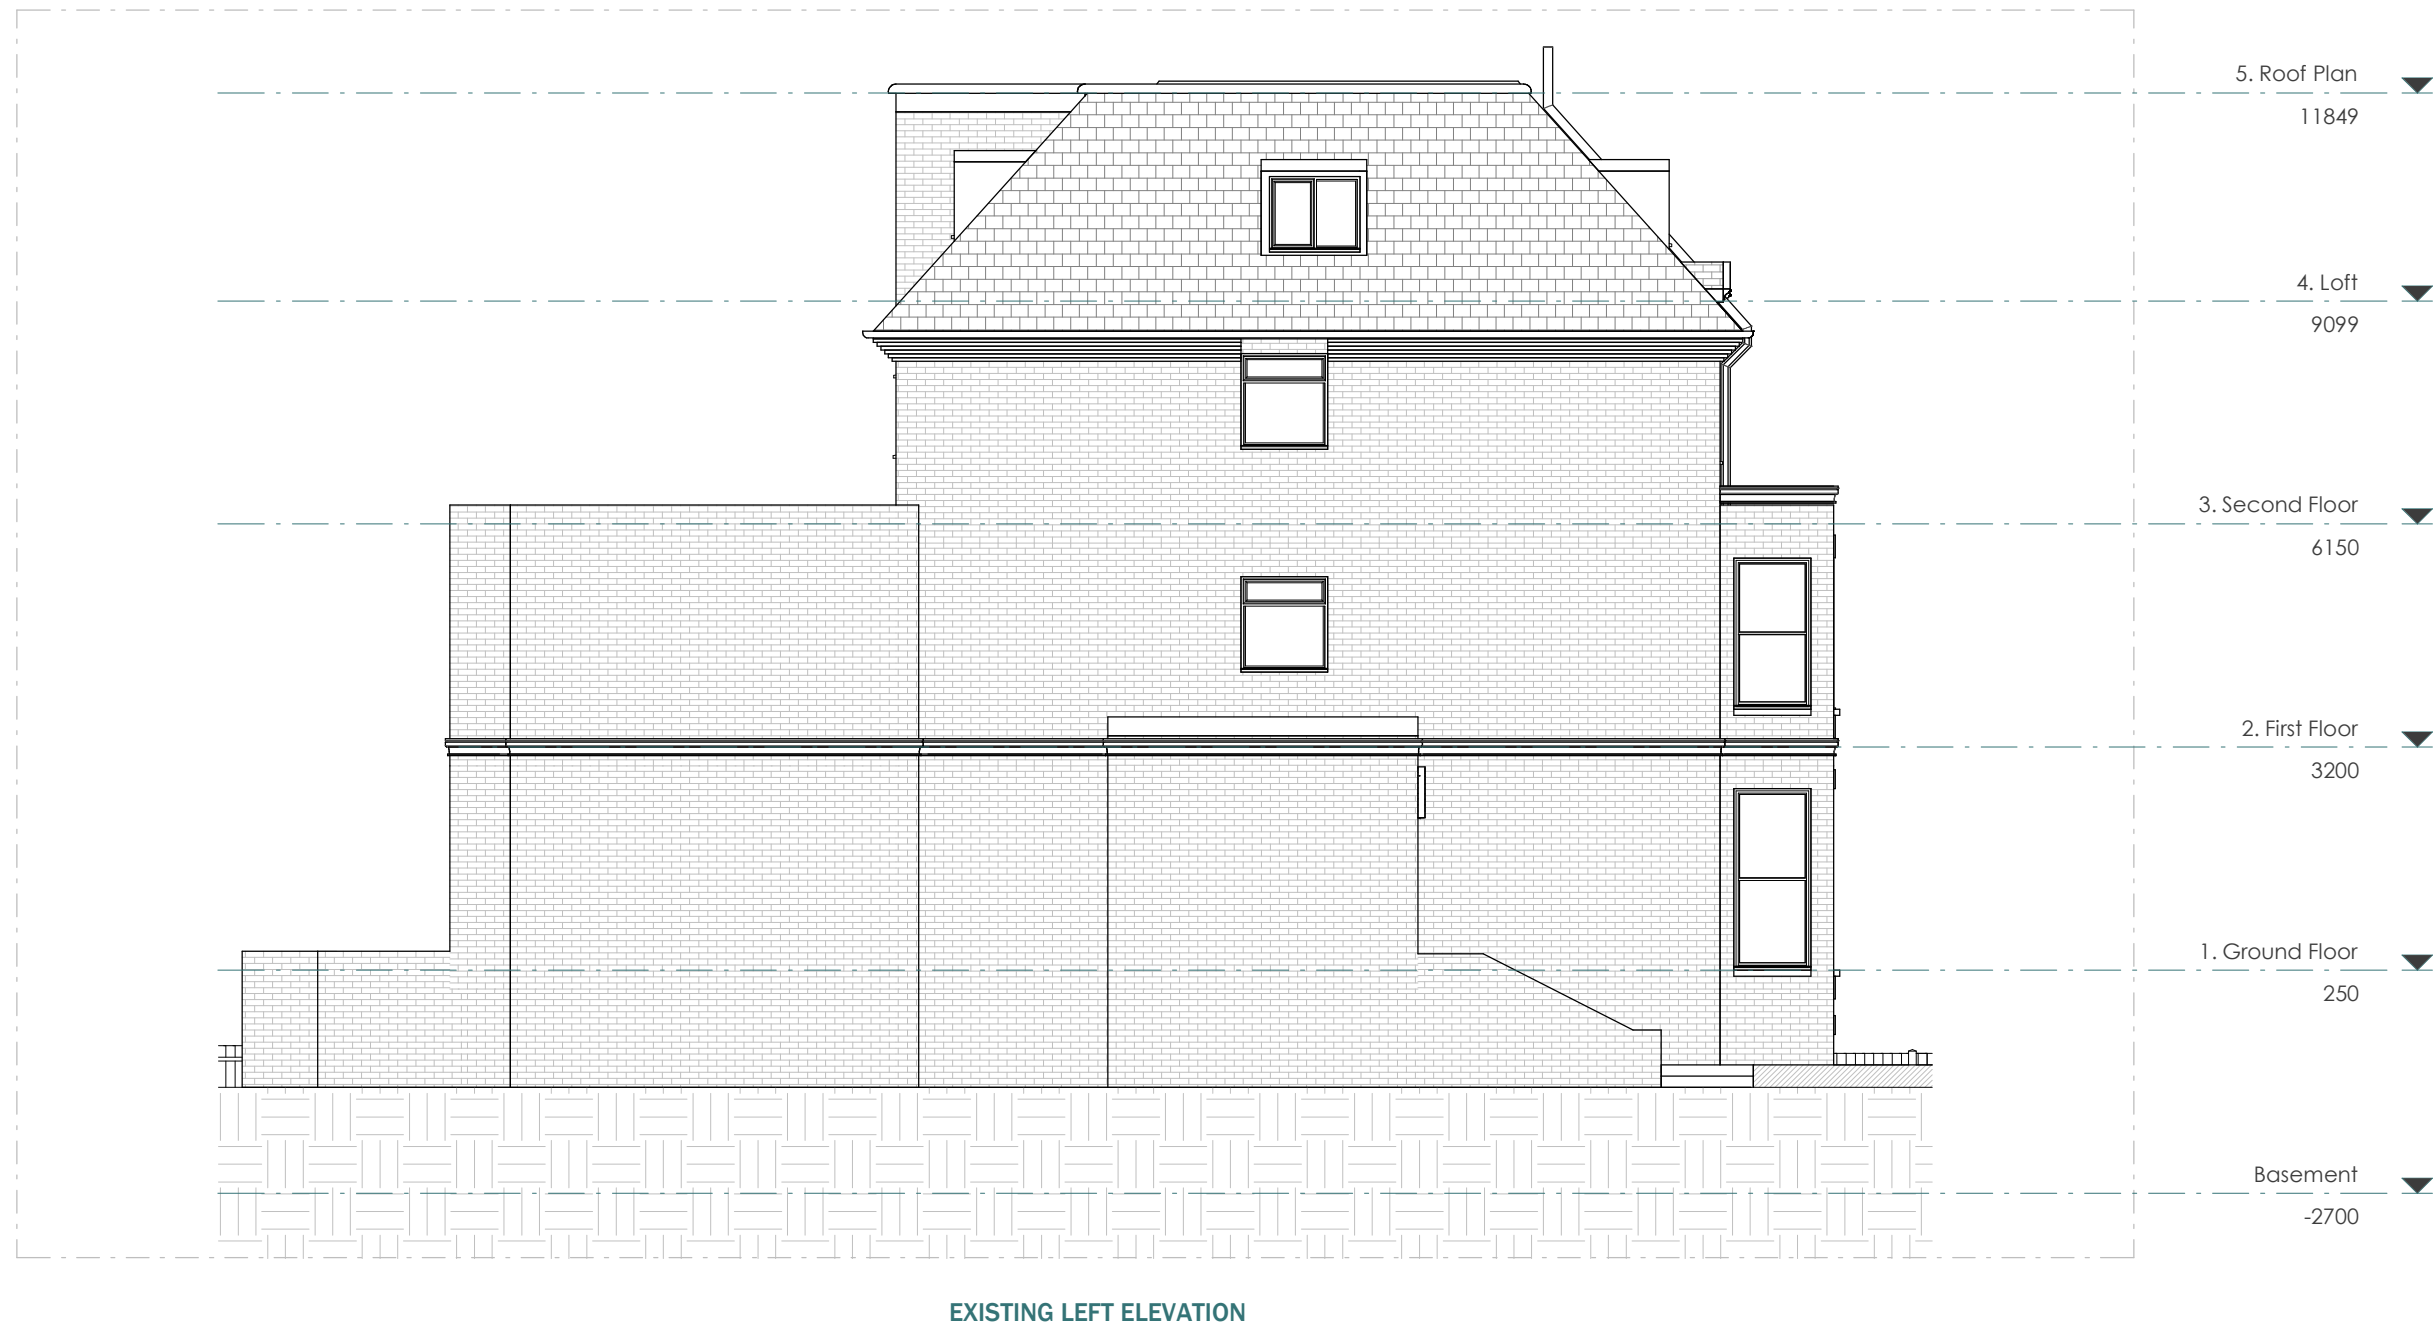 5. Roof Plan
11849
4. Loft
9099
3. Second Floor
6150
2. First Floor
3200
1. Ground Floor
250
Basement
-2700
EXISTING LEFT ELEVATION